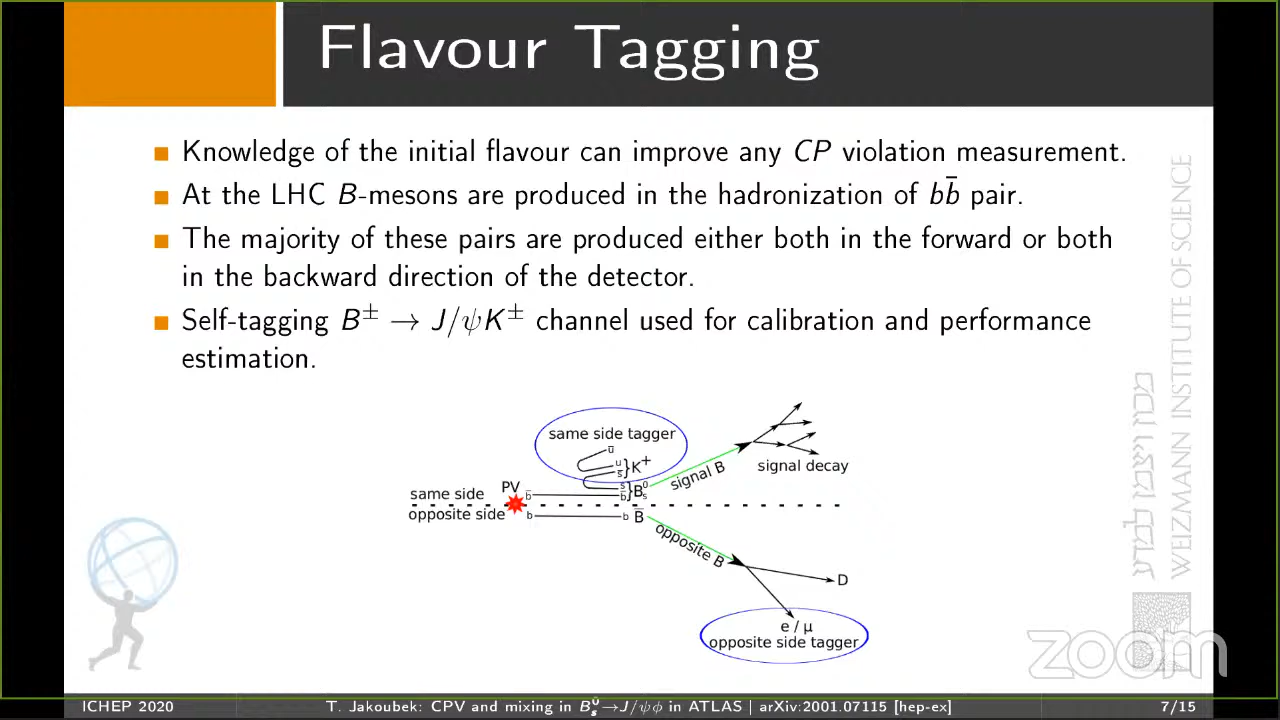 Flavour Tagging
Knowledge of the initial flavour can improve any CP violation measurement.
At the LHC B-mesons are produced in the hadronization of bb̄ pair.
The majority of these pairs are produced either both in the forward or both
in the backward direction of the detector.
Self-tagging B± → J/ψK± channel used for calibration and performance
estimation.
same side tagger
ū
u
s̄ } K⁺
s
b̄ } B⁰ₛ
signal B
signal decay
PV
b̄
same side
opposite side
b
b B̄
opposite B
D
e / μ
opposite side tagger
מכון ויצמן למדע
WEIZMANN INSTITUTE OF SCIENCE
zoom
ICHEP 2020
T. Jakoubek: CPV and mixing in B⁰ₛ→J/ψϕ in ATLAS | arXiv:2001.07115 [hep-ex]
7/15